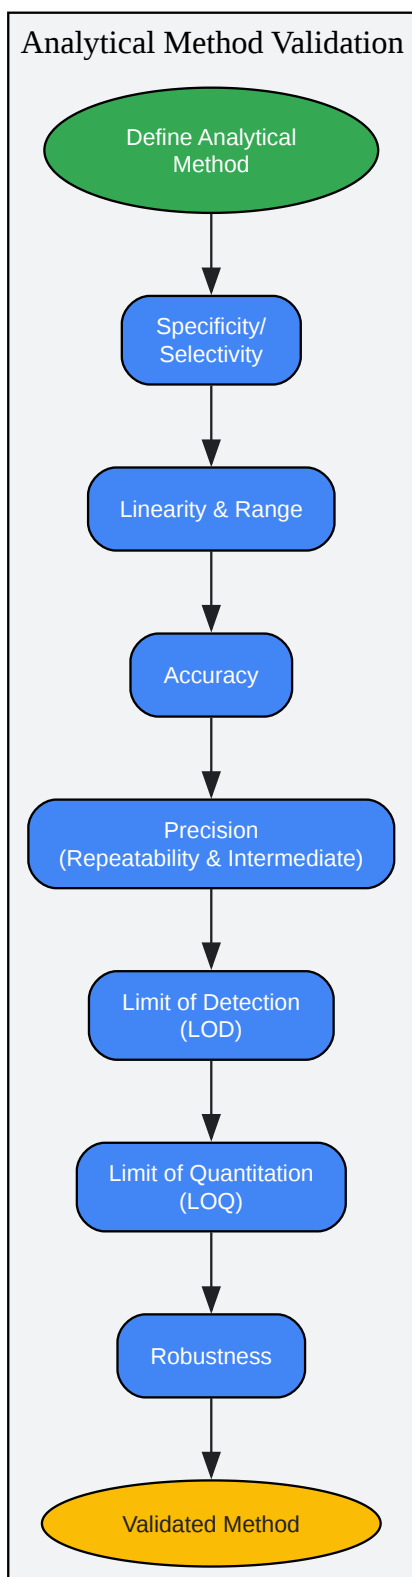 Analytical Method Validation
Define Analytical
Method
Specificity/
Selectivity
Linearity & Range
Accuracy
Precision
(Repeatability & Intermediate)
Limit of Detection
(LOD)
Limit of Quantitation
(LOQ)
Robustness
Validated Method